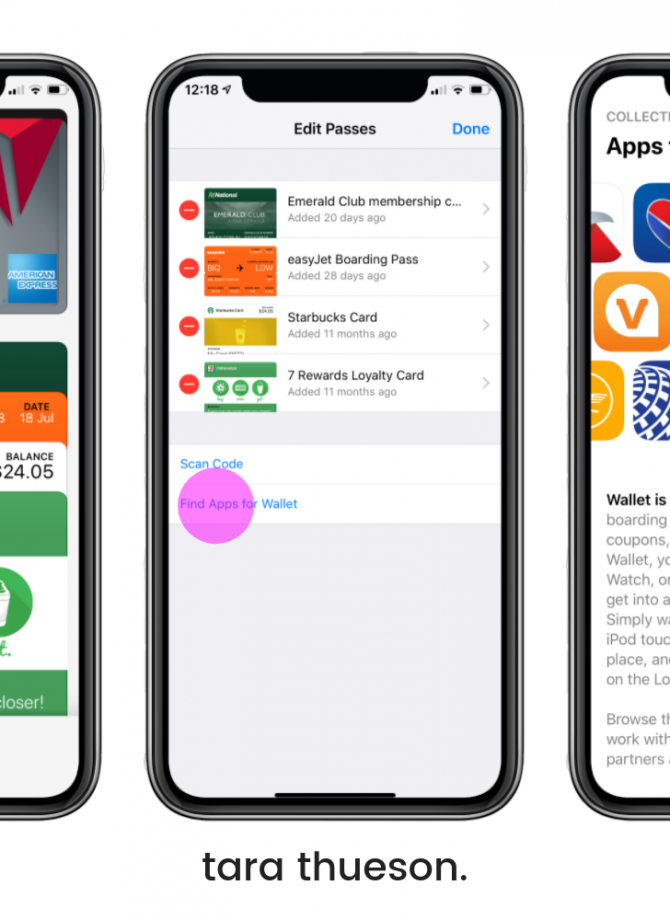 AMERICAN
EXPRESS
DATE
18 Jul
BALANCE
$24.05
closer!
12:18
Edit Passes
Done
National
EMERALD CLUB
Emerald Club membership c...
Added 20 days ago
easyJet
BIQ
LGW
easyJet Boarding Pass
Added 28 days ago
Starbucks Card
$24.05
Starbucks Card
Added 11 months ago
7 Rewards Loyalty Card
Added 11 months ago
Scan Code
Find Apps for Wallet
COLLECTI
Apps
V
Wallet is
boarding
coupons,
Wallet, yo
Watch, or
get into a
Simply wa
iPod touc
place, and
on the Lo
Browse th
work with
partners a
tara thueson.